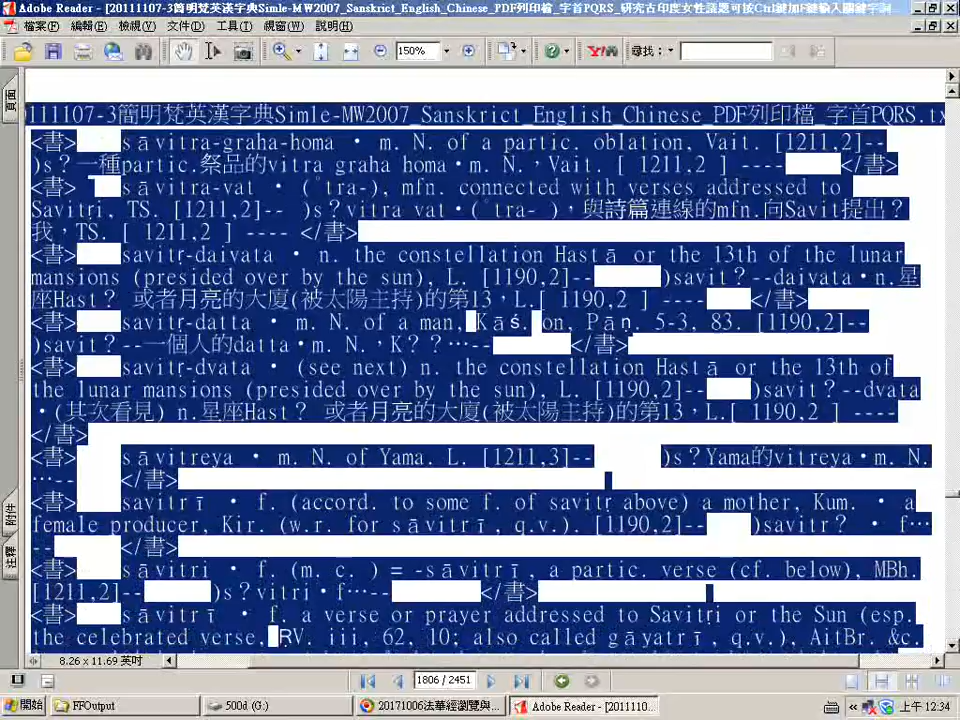 Adobe Reader - [20111107-3簡明梵英漢字典Simle-MW2007_Sanskrict_English_Chinese_PDF列印檔_字首PQRS_研究古印度女性議題可按Ctrl鍵加F鍵輸入關鍵字詞
檔案(F) 編輯(E) 檢視(V) 文件(D) 工具(T) 視窗(W) 說明(H)
150% Y! 尋找:
頁面
111107-3簡明梵英漢字典Simle-MW2007_Sanskrict_English_Chinese_PDF列印檔_字首PQRS.tx
<書> sāvitra-graha-homa · m. N. of a partic. oblation, Vait. [1211,2]--
)s？一種partic.祭品的vitra graha homa·m. N.，Vait. [ 1211,2 ] ---- </書>
<書> sāvitra-vat · (˚tra-), mfn. connected with verses addressed to
Savitṛi, TS. [1211,2]-- )s？vitra vat·(˚tra- )，與詩篇連線的mfn.向Savit提出？
我，TS. [ 1211,2 ] ---- </書>
<書> savitṛ-daivata · n. the constellation Hastā or the 13th of the lunar
mansions (presided over by the sun), L. [1190,2]-- )savit？--daivata·n.星
座Hast？ 或者月亮的大廈(被太陽主持)的第13，L.[ 1190,2 ] ---- </書>
<書> savitṛ-datta · m. N. of a man, Kāś. on, Pāṇ. 5-3, 83. [1190,2]--
)savit？--一個人的datta·m. N.，K？？…-- </書>
<書> savitṛ-dvata · (see next) n. the constellation Hastā or the 13th of
the lunar mansions (presided over by the sun), L. [1190,2]-- )savit？--dvata
·(其次看見) n.星座Hast？ 或者月亮的大廈(被太陽主持)的第13，L.[ 1190,2 ] ----
</書>
<書> sāvitreya · m. N. of Yama. L. [1211,3]-- )s？Yama的vitreya·m. N.
…-- </書>
<書> savitrī · f. (accord. to some f. of savitṛ above) a mother, Kum. · a
female producer, Kir. (w.r. for sāvitrī, q.v.). [1190,2]-- )savitr？ · f…
-- </書>
<書> sāvitri · f. (m. c. ) = -sāvitrī, a partic. verse (cf. below), MBh.
[1211,2]-- )s？vitri·f…-- </書>
<書> sāvitrī · f. a verse or prayer addressed to Savitṛi or the Sun (esp.
the celebrated verse, RV. iii, 62, 10; also called gāyatrī, q.v.), AitBr. &c.
附件
註釋
8.26 x 11.69 英吋
1806 / 2451
開始 FFOutput 500d (G:) 20171006法華經瀏覽與... Adobe Reader - [201110... « 上午 12:34